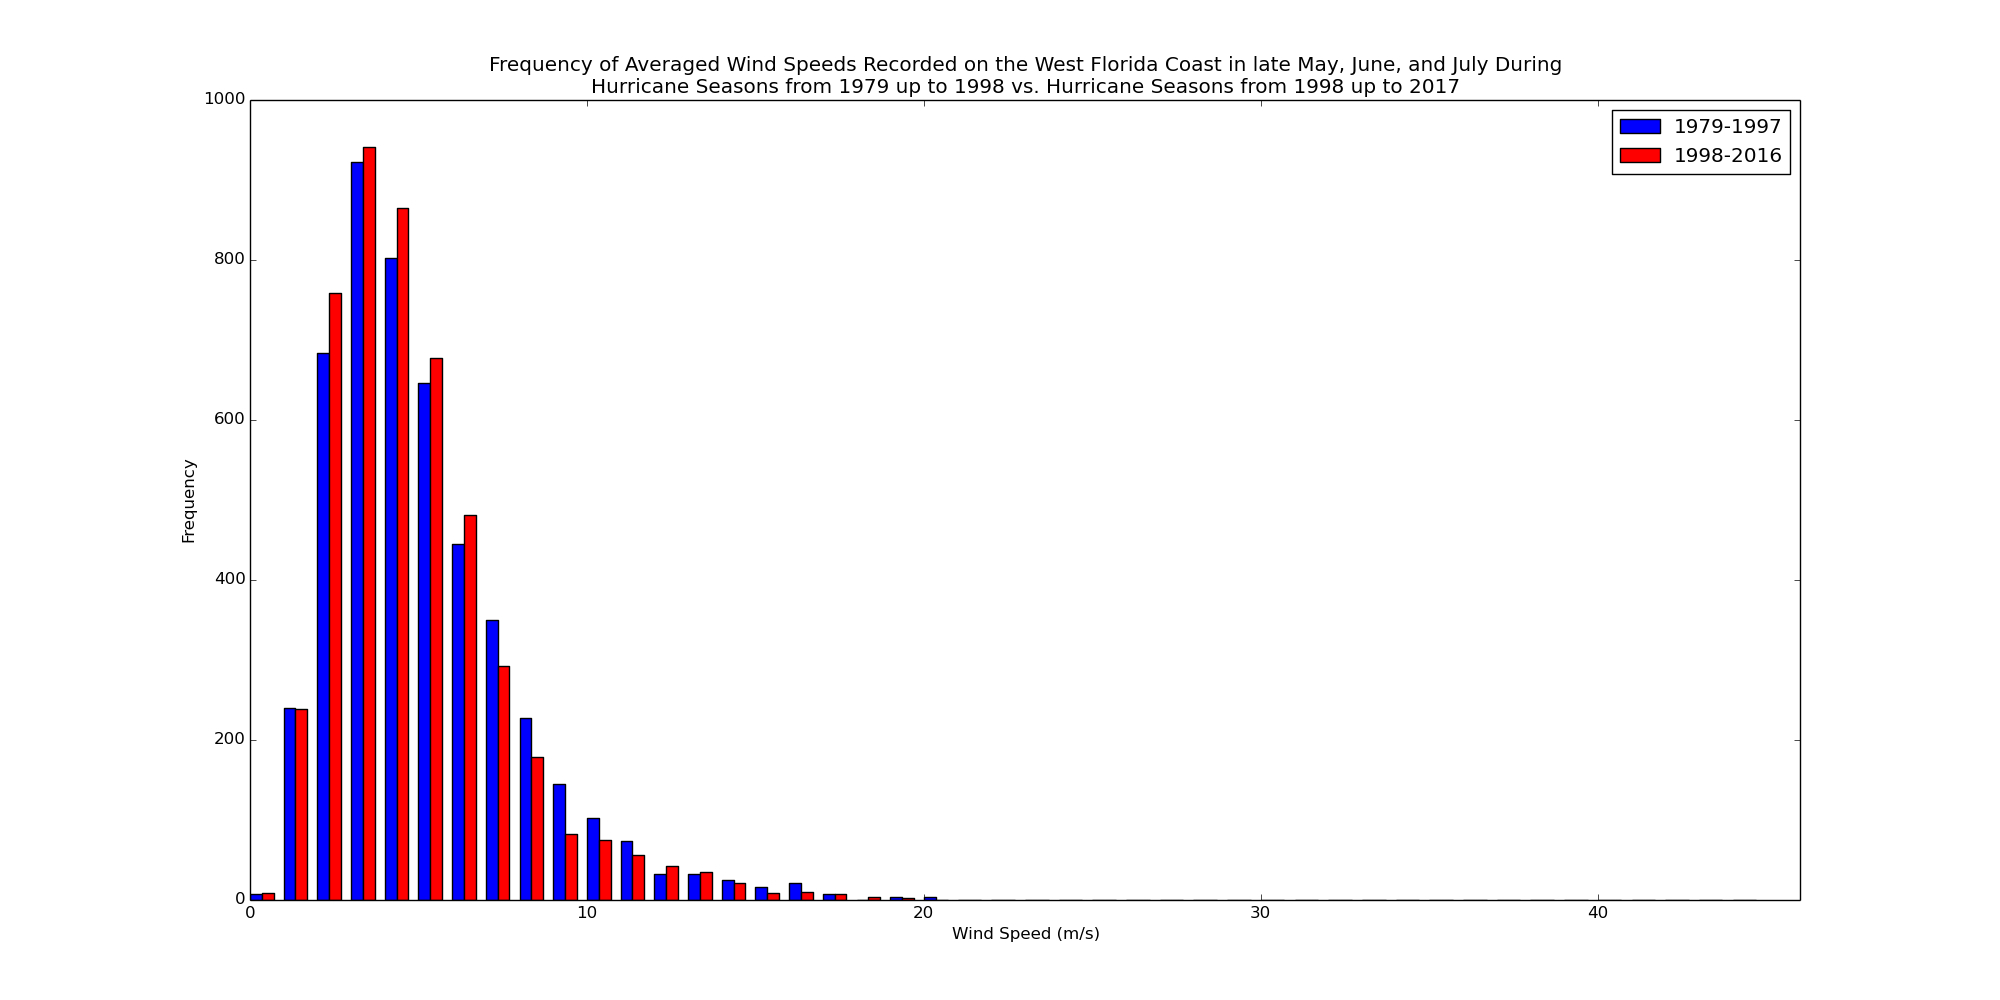 Frequency of Averaged Wind Speeds Recorded on the West Florida Coast in late May, June, and July During
Hurricane Seasons from 1979 up to 1998 vs. Hurricane Seasons from 1998 up to 2017
1979-1997
1998-2016
1000
800
600
400
200
0
Frequency
0 10 20 30 40
Wind Speed (m/s)